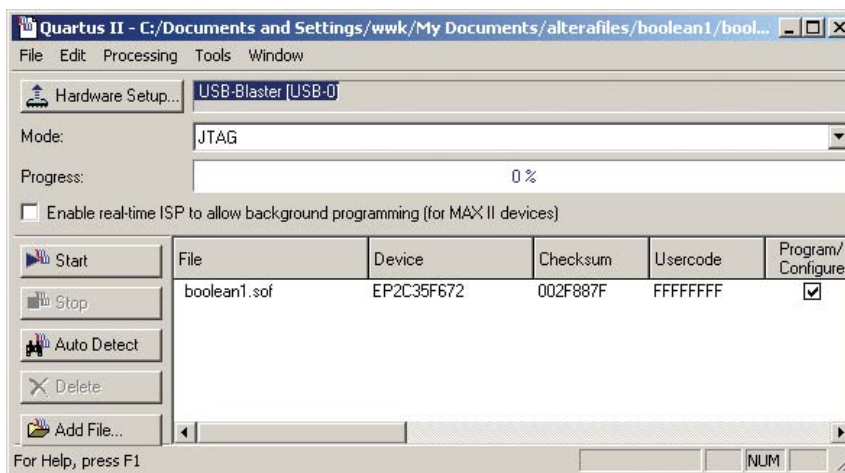 Quartus II - C:/Documents and Settings/wwk/My Documents/alterafiles/boolean1/bool...
File Edit Processing Tools Window
Hardware Setup... USB-Blaster [USB-0]
Mode: JTAG
Progress: 0 %
Enable real-time ISP to allow background programming (for MAX II devices)
Start
Stop
Auto Detect
Delete
Add File...
File Device Checksum Usercode Program/
Configure
boolean1.sof EP2C35F672 002F887F FFFFFFFF
For Help, press F1 NUM